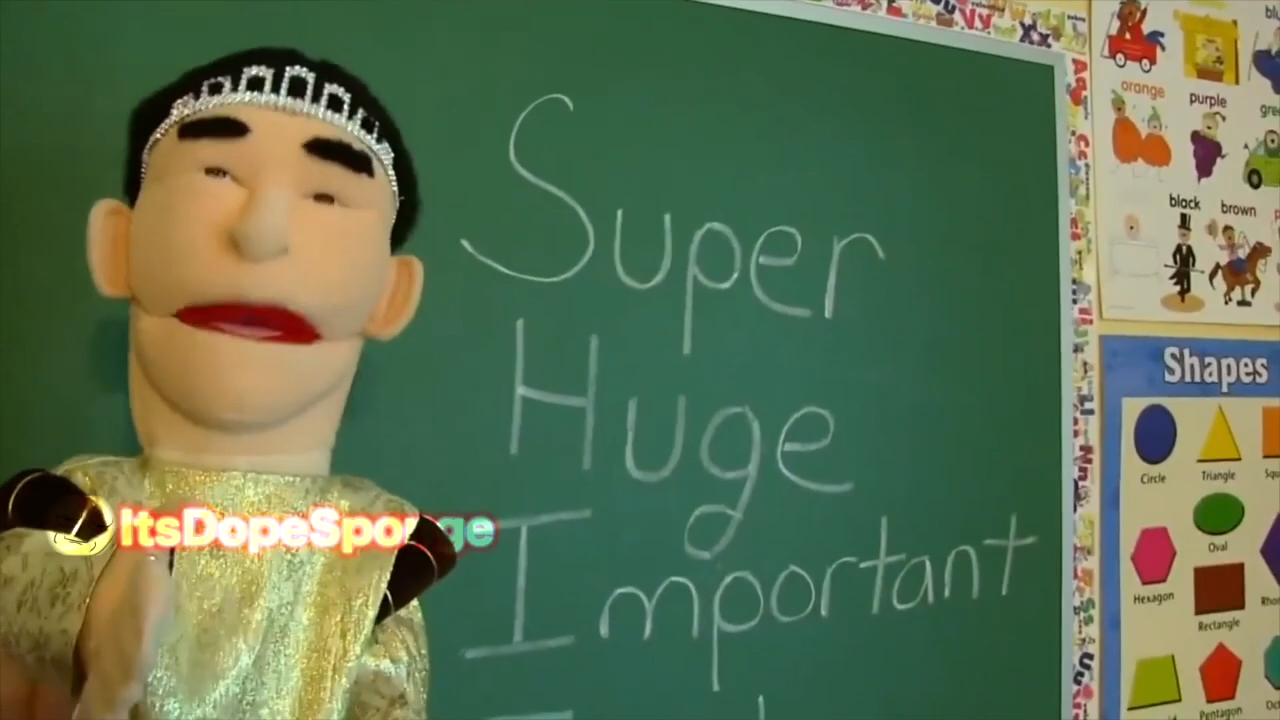 Super
Huge
Important
ItsDopeSponge
orange
purple
black
brown
Shapes
Circle
Triangle
Oval
Hexagon
Rectangle
Pentagon